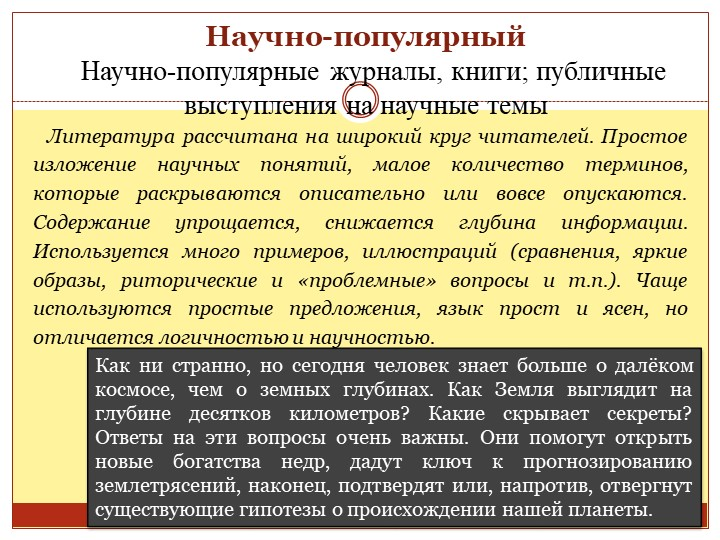 Научно-популярный
Научно-популярные журналы, книги; публичные
выступления на научные темы
Литература рассчитана на широкий круг читателей. Простое
изложение научных понятий, малое количество терминов,
которые раскрываются описательно или вовсе опускаются.
Содержание упрощается, снижается глубина информации.
Используется много примеров, иллюстраций (сравнения, яркие
образы, риторические и «проблемные» вопросы и т.п.). Чаще
используются простые предложения, язык прост и ясен, но
отличается логичностью и научностью.
Как ни странно, но сегодня человек знает больше о далёком
космосе, чем о земных глубинах. Как Земля выглядит на
глубине десятков километров? Какие скрывает секреты?
Ответы на эти вопросы очень важны. Они помогут открыть
новые богатства недр, дадут ключ к прогнозированию
землетрясений, наконец, подтвердят или, напротив, отвергнут
существующие гипотезы о происхождении нашей планеты.